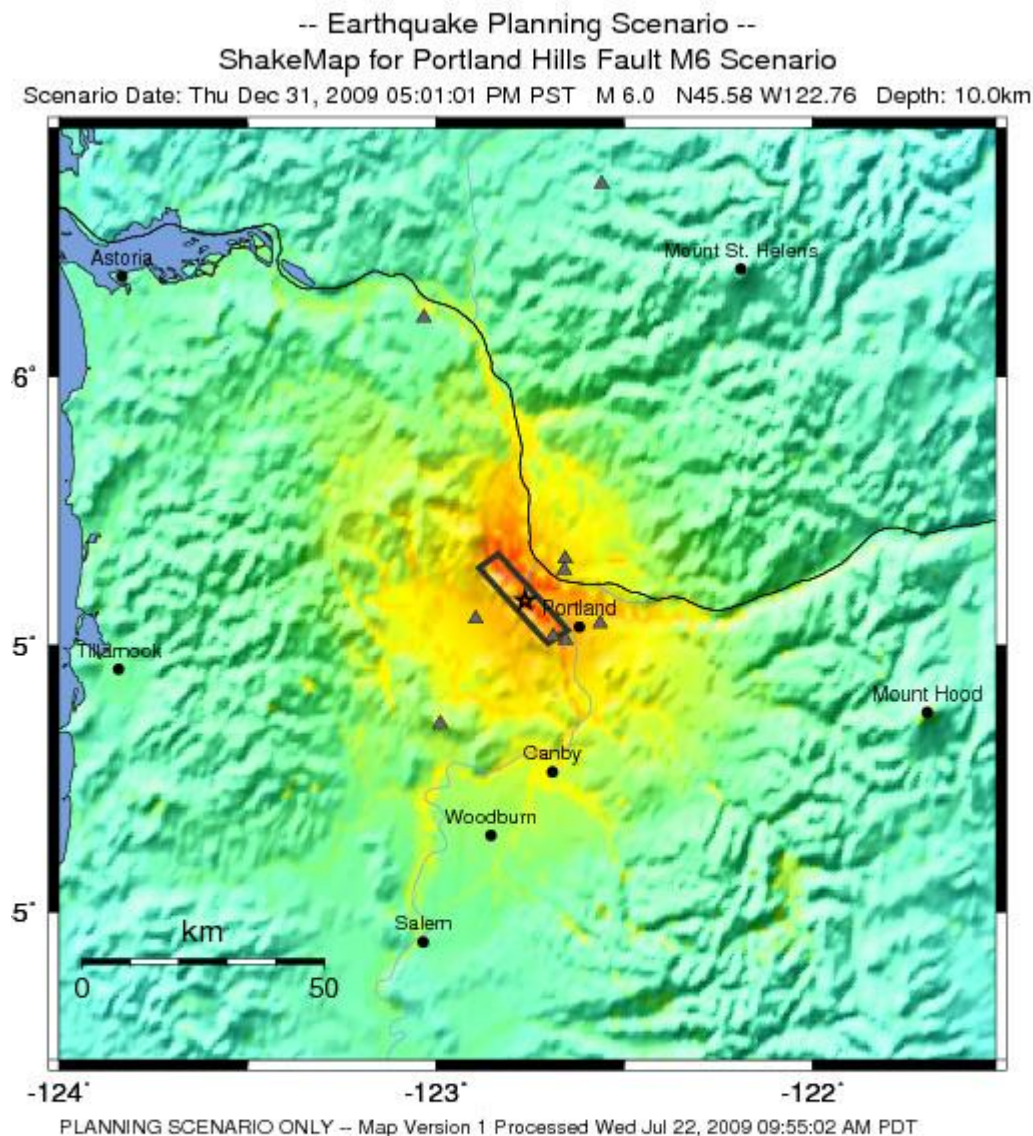 -- Earthquake Planning Scenario --
ShakeMap for Portland Hills Fault M6 Scenario
Scenario Date: Thu Dec 31, 2009 05:01:01 PM PST M 6.0 N45.58 W122.76 Depth: 10.0km
Mount St. Helens
Astoria
6°
Portland
5°
Tillamook
Mount Hood
Canby
Woodburn
5°
Salem
km
0 50
-124° -123° -122°
PLANNING SCENARIO ONLY -- Map Version 1 Processed Wed Jul 22, 2009 09:55:02 AM PDT